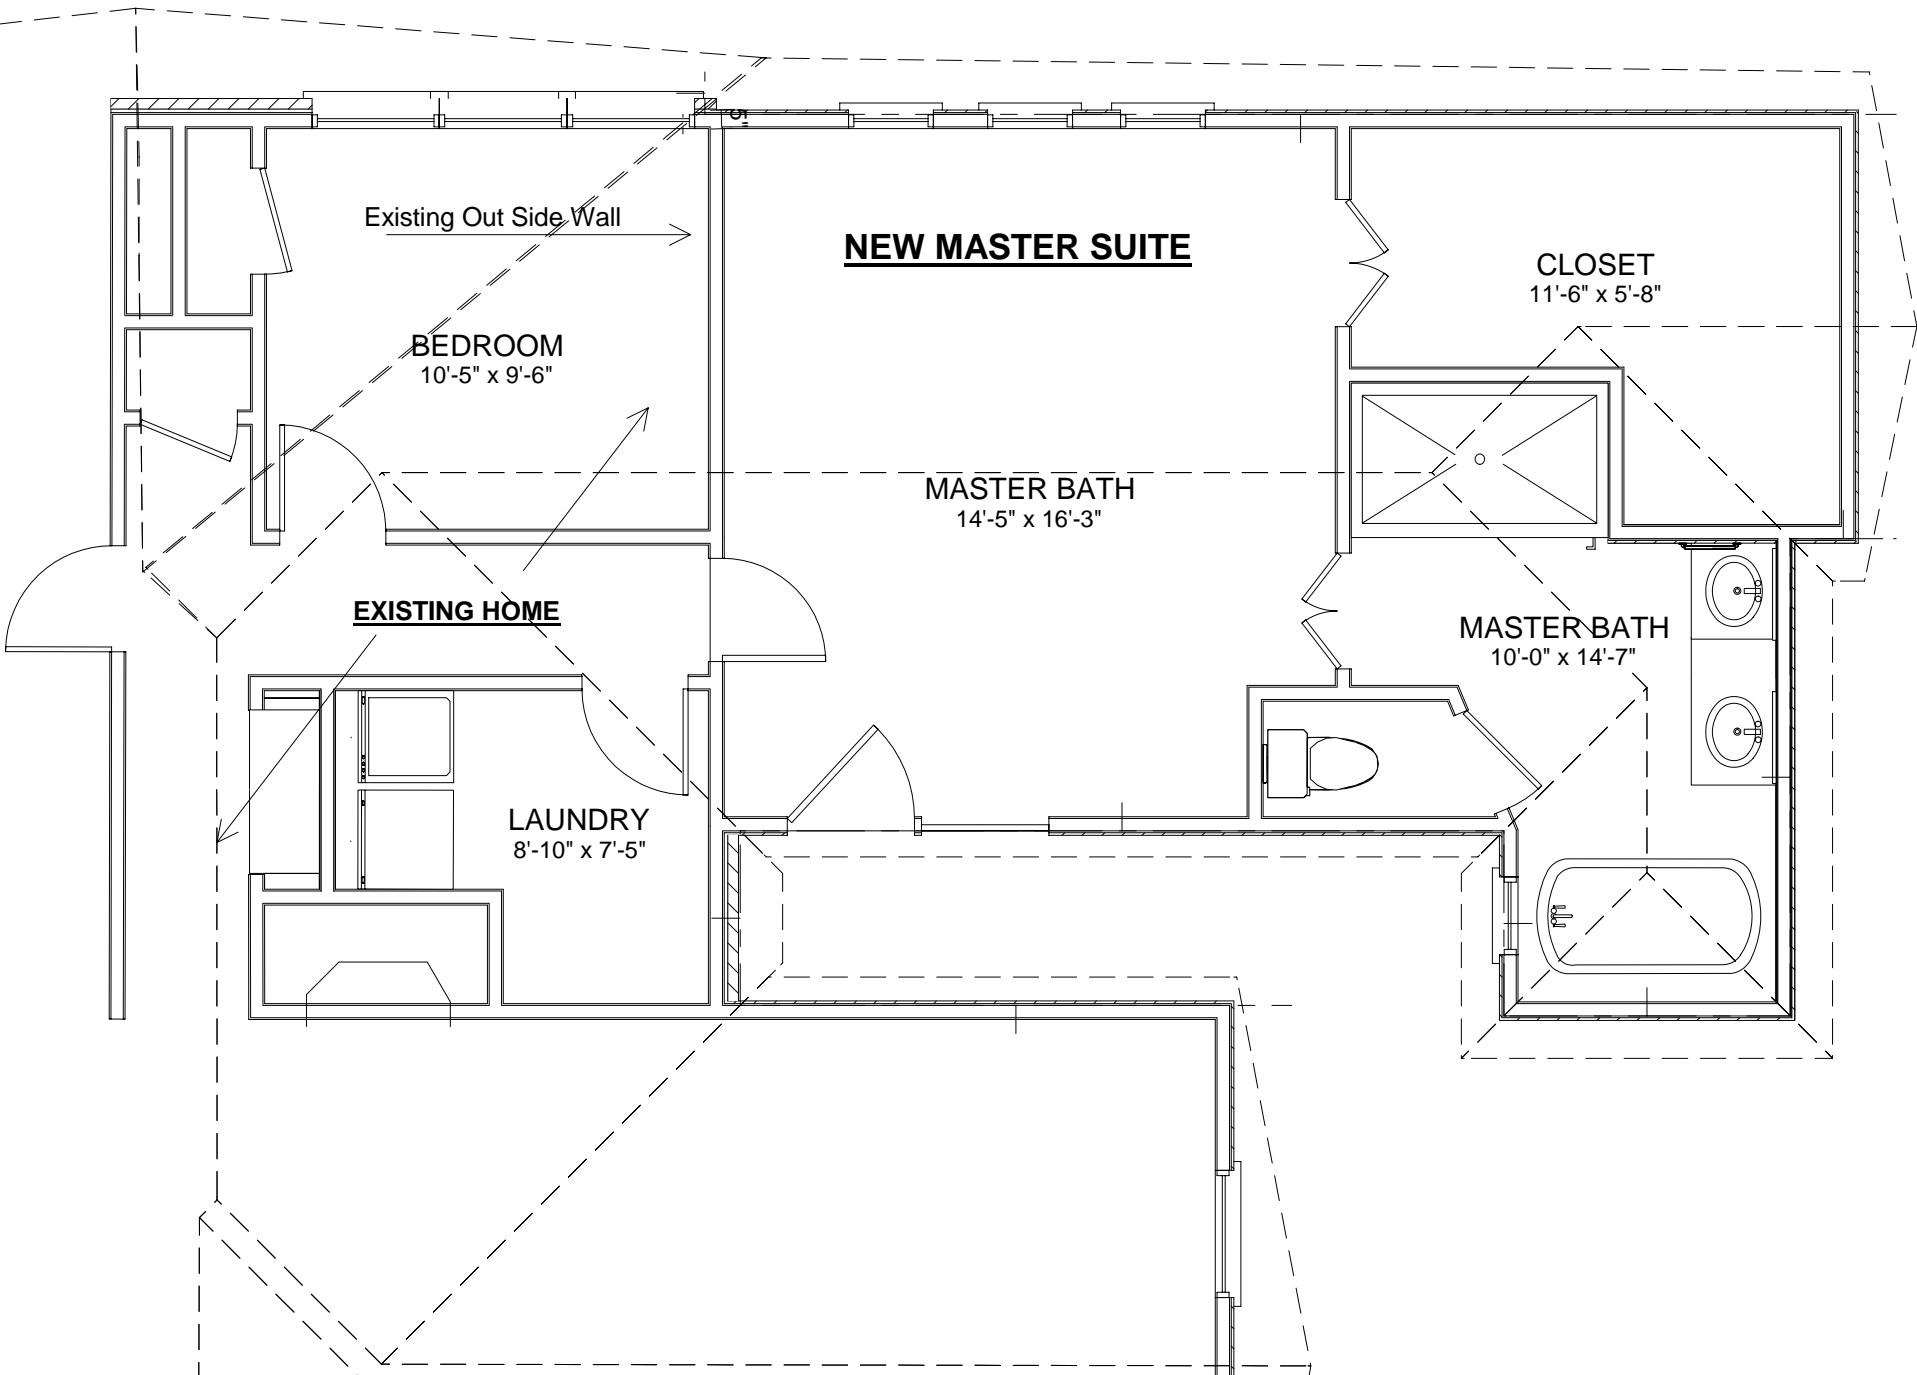 5"
Existing Out Side Wall
NEW MASTER SUITE
CLOSET
11'-6" x 5'-8"
BEDROOM
10'-5" x 9'-6"
MASTER BATH
14'-5" x 16'-3"
EXISTING HOME
MASTER BATH
10'-0" x 14'-7"
LAUNDRY
8'-10" x 7'-5"